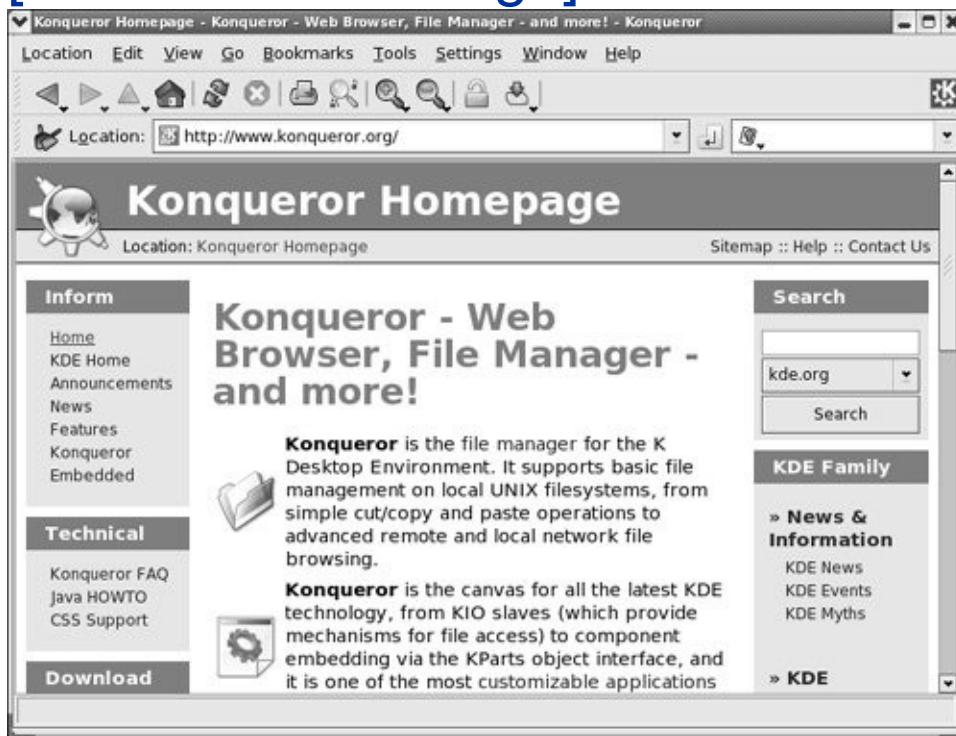 Konqueror Homepage - Konqueror - Web Browser, File Manager - and more! - Konqueror
Location Edit View Go Bookmarks Tools Settings Window Help
Location: http://www.konqueror.org/
Konqueror Homepage
Location: Konqueror Homepage
Sitemap :: Help :: Contact Us
Inform
Home
KDE Home
Announcements
News
Features
Konqueror
Embedded
Technical
Konqueror FAQ
Java HOWTO
CSS Support
Download
Konqueror - Web
Browser, File Manager -
and more!
Konqueror is the file manager for the K
Desktop Environment. It supports basic file
management on local UNIX filesystems, from
simple cut/copy and paste operations to
advanced remote and local network file
browsing.
Konqueror is the canvas for all the latest KDE
technology, from KIO slaves (which provide
mechanisms for file access) to component
embedding via the KParts object interface, and
it is one of the most customizable applications
Search
kde.org
Search
KDE Family
» News &
Information
KDE News
KDE Events
KDE Myths
» KDE